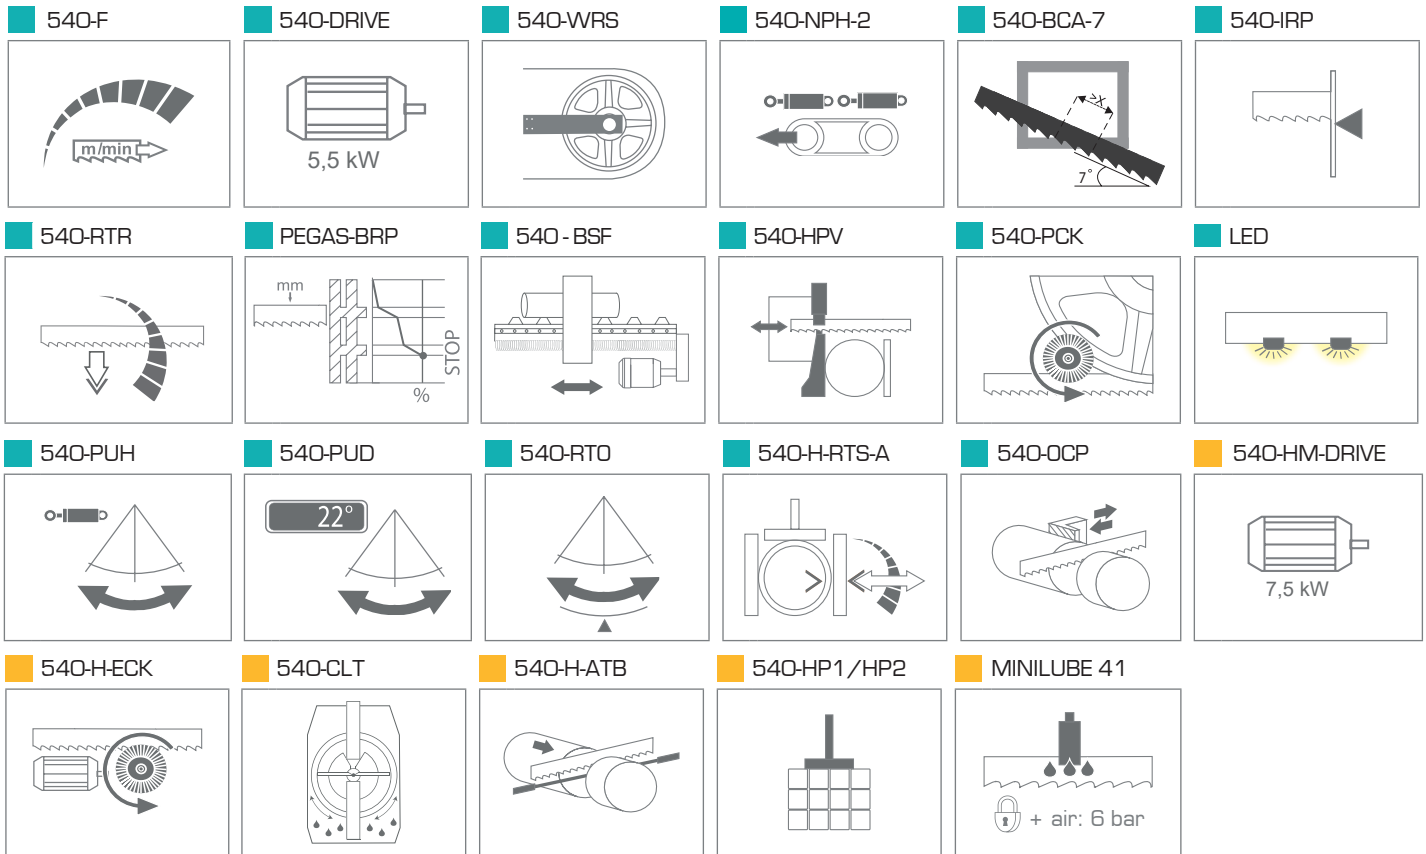 540-F
540-DRIVE
540-WRS
540-NPH-2
540-BCA-7
540-IRP
m/min
5,5 kW
>X
7°
540-RTR
PEGAS-BRP
540 - BSF
540-HPV
540-PCK
LED
mm
STOP
%
540-PUH
540-PUD
540-RTO
540-H-RTS-A
540-OCP
540-HM-DRIVE
22°
7,5 kW
540-H-ECK
540-CLT
540-H-ATB
540-HP1/HP2
MINILUBE 41
+ air: 6 bar